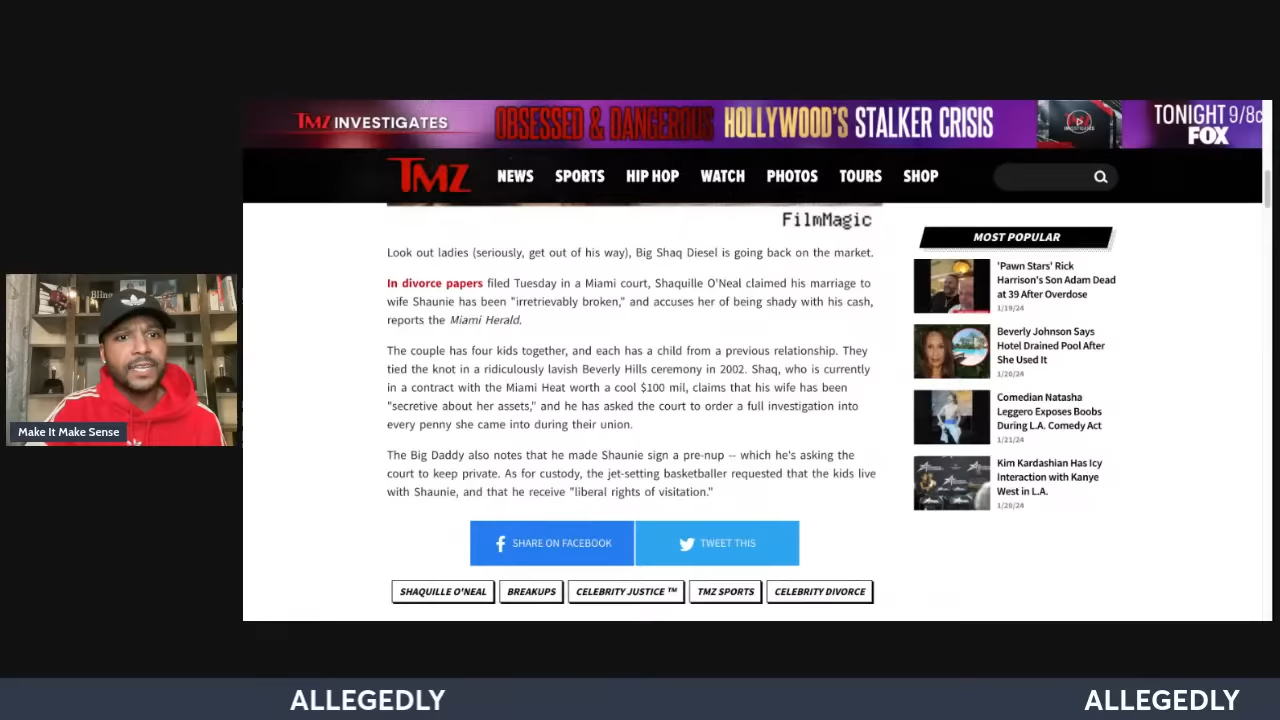 TMZ INVESTIGATES
OBSESSED & DANGEROUS HOLLYWOOD'S STALKER CRISIS
TONIGHT 9/8c
FOX
TMZ NEWS SPORTS HIP HOP WATCH PHOTOS TOURS SHOP
FilmMagic
Look out ladies (seriously, get out of his way), Big Shaq Diesel is going back on the market.
In divorce papers filed Tuesday in a Miami court, Shaquille O'Neal claimed his marriage to
wife Shaunie has been "irretrievably broken," and accuses her of being shady with his cash,
reports the Miami Herald.
The couple has four kids together, and each has a child from a previous relationship. They
tied the knot in a ridiculously lavish Beverly Hills ceremony in 2002. Shaq, who is currently
in a contract with the Miami Heat worth a cool $100 mil, claims that his wife has been
"secretive about her assets," and he has asked the court to order a full investigation into
every penny she came into during their union.
The Big Daddy also notes that he made Shaunie sign a pre-nup -- which he's asking the
court to keep private. As for custody, the jet-setting basketballer requested that the kids live
with Shaunie, and that he receive "liberal rights of visitation."
SHARE ON FACEBOOK
TWEET THIS
SHAQUILLE O'NEAL
BREAKUPS
CELEBRITY JUSTICE ™
TMZ SPORTS
CELEBRITY DIVORCE
MOST POPULAR
'Pawn Stars' Rick
Harrison's Son Adam Dead
at 39 After Overdose
1/19/24
Beverly Johnson Says
Hotel Drained Pool After
She Used It
1/20/24
Comedian Natasha
Leggero Exposes Boobs
During L.A. Comedy Act
1/21/24
Kim Kardashian Has Icy
Interaction with Kanye
West in L.A.
1/20/24
Make It Make Sense
ALLEGEDLY
ALLEGEDLY